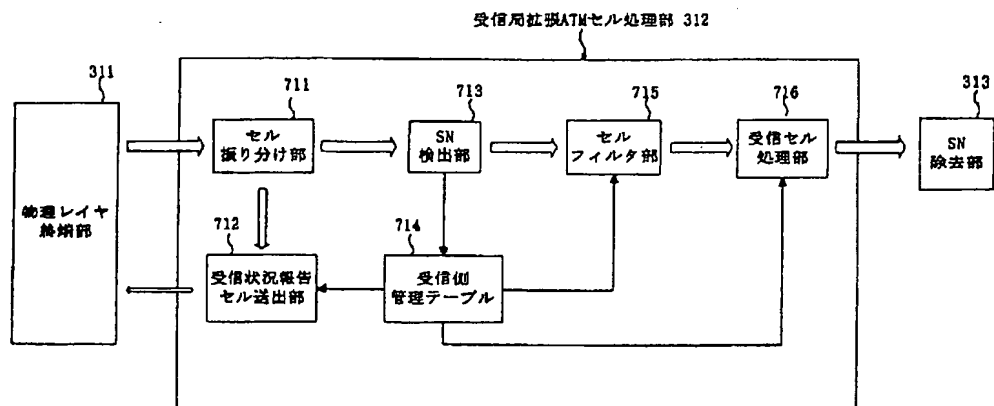 受信局拡張ATMセル処理部 312
311
711
713
715
716
313
セル
振り分け部
SN
検出部
セル
フィルタ部
受信セル
処理部
SN
除去部
物理レイヤ
終端部
712
714
受信状況報告
セル送出部
受信側
管理テーブル